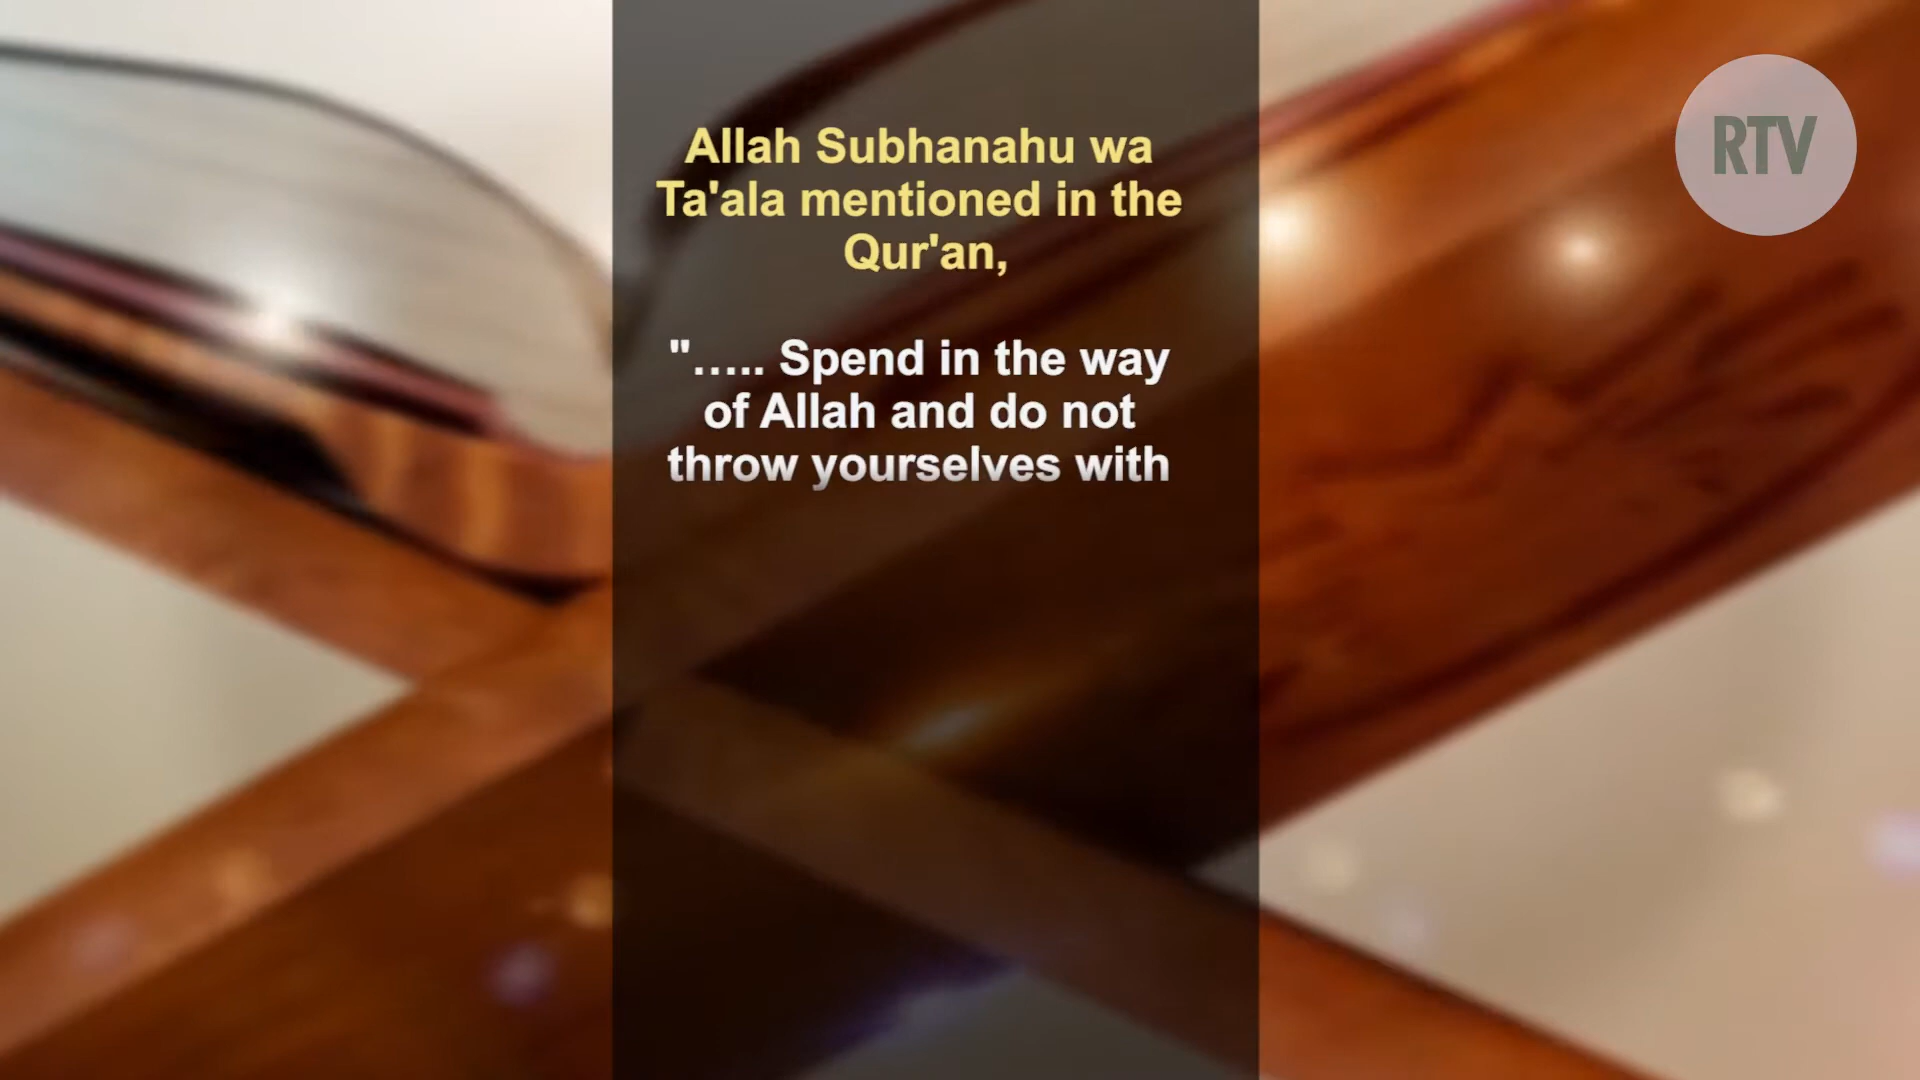 Allah Subhanahu wa
Ta'ala mentioned in the
Qur'an,
"..... Spend in the way
of Allah and do not
throw yourselves with
RTV